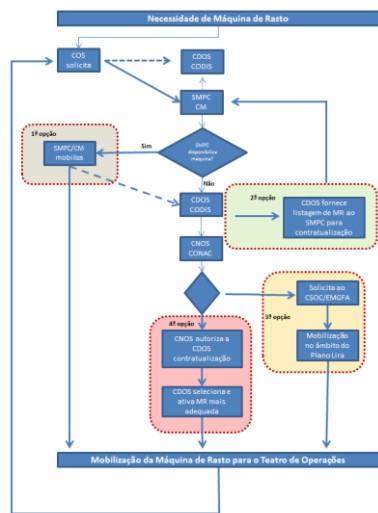 Necessidade de Máquina de Rasto
COS
solicita
CDOS
CODIS
SMPC
CM
1ª opção
SMPC/CM
mobiliza
Sim
SMPC
disponibiliza
máquina?
Não
CDOS
CODIS
2ª opção
CDOS fornece
listagem de MR ao
SMPC para
contratualização
CNOS
CONAC
Solicita ao
CSOC/EMGFA
3ª opção
Mobilização
no âmbito do
Plano Lira
4ª opção
CNOS autoriza a
CDOS
contratualização
CDOS seleciona e
ativa MR mais
adequada
Mobilização da Máquina de Rasto para o Teatro de Operações